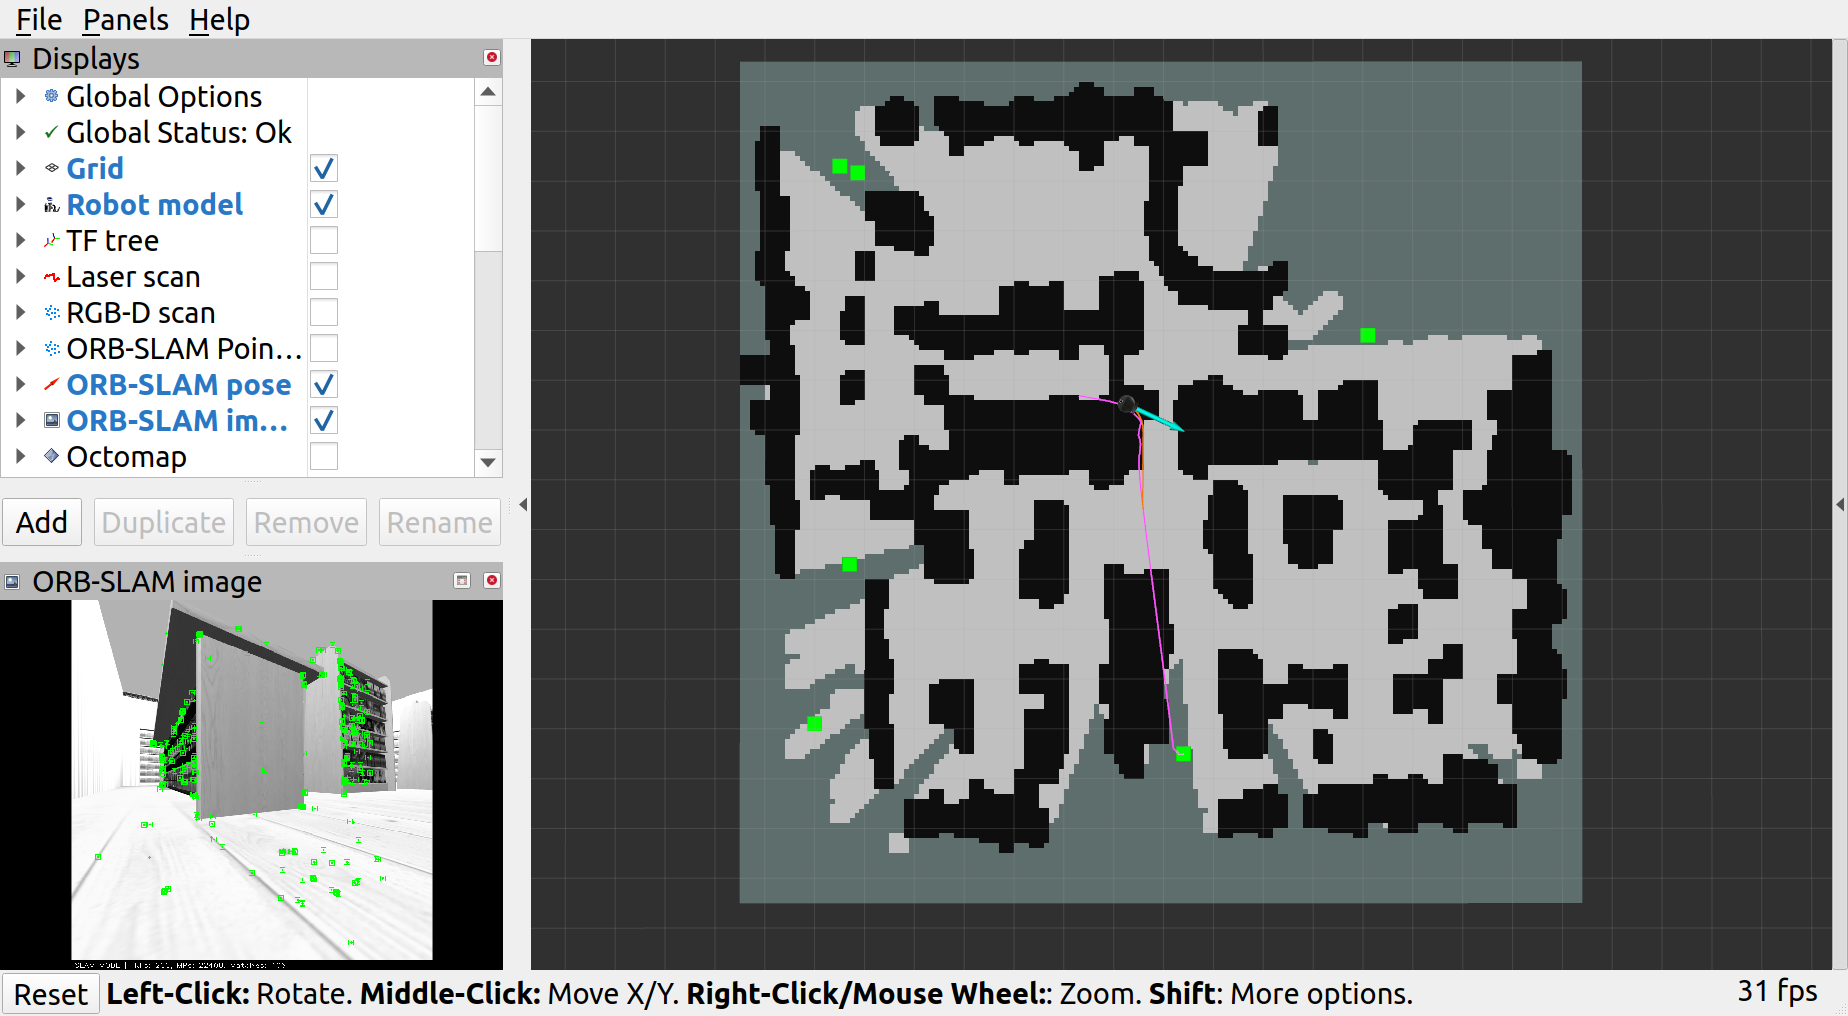 File Panels Help
Displays
Global Options
Global Status: Ok
Grid
Robot model
TF tree
Laser scan
RGB-D scan
ORB-SLAM Poin...
ORB-SLAM pose
ORB-SLAM im...
Octomap
Add Duplicate Remove Rename
ORB-SLAM image
SLAM MODE |
Reset Left-Click: Rotate. Middle-Click: Move X/Y. Right-Click/Mouse Wheel:: Zoom. Shift: More options. 31 fps